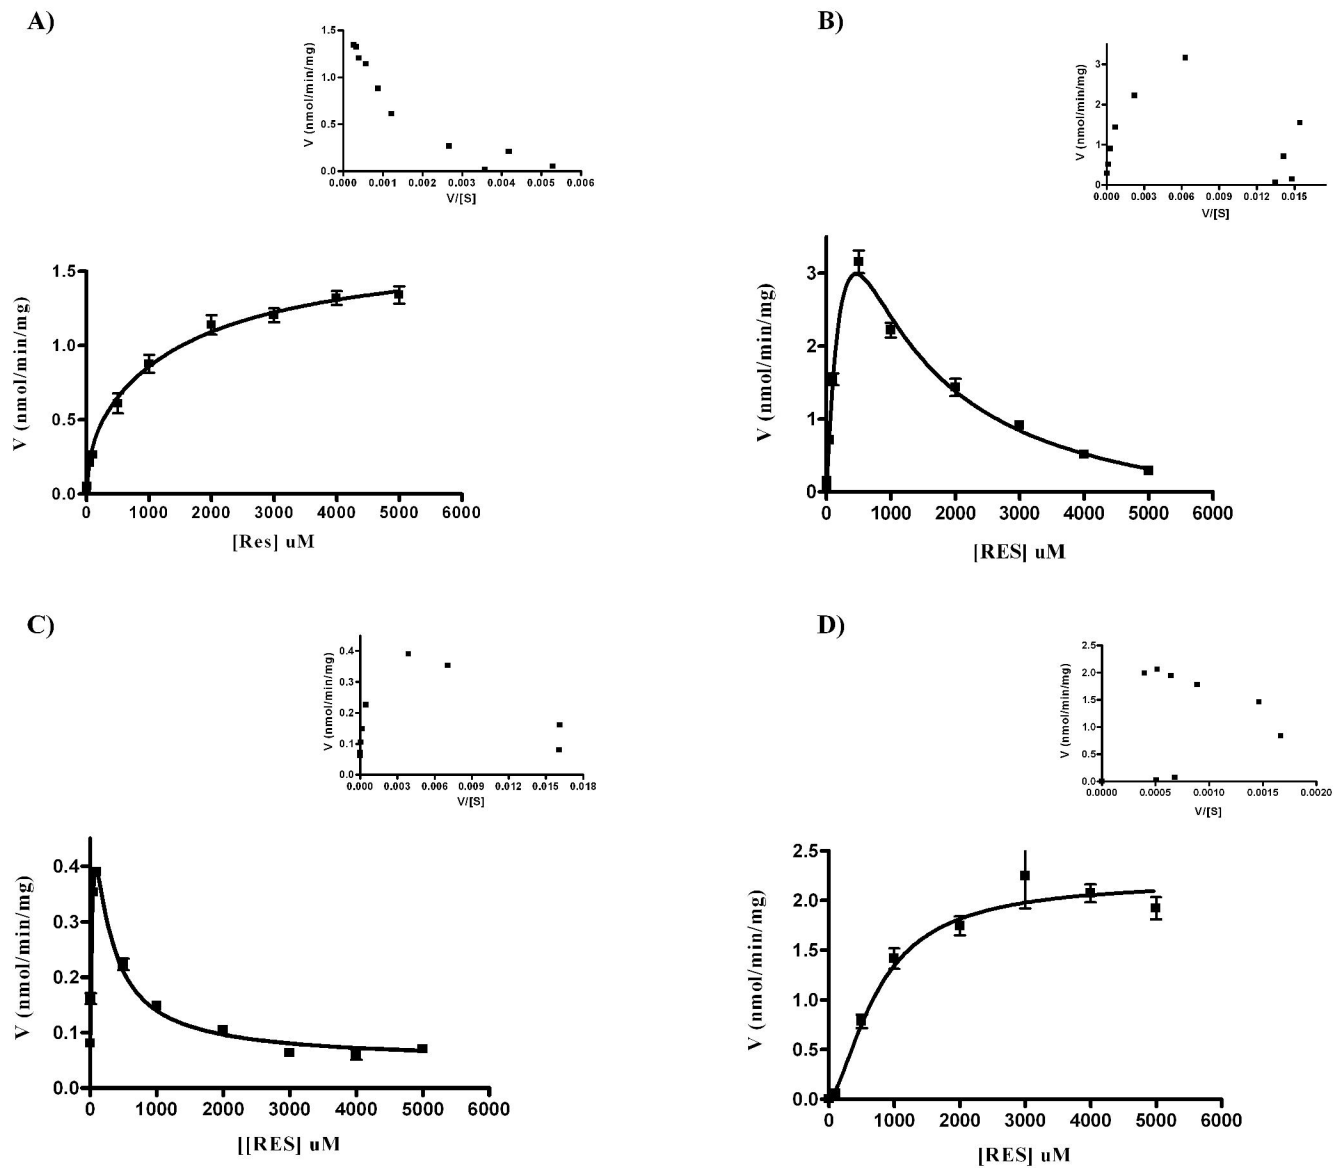 A)
1.5
1.0
0.5
0.0
V (nmol/min/mg)
0.000 0.001 0.002 0.003 0.004 0.005 0.006
V/[S]
1.5
1.0
0.5
0.0
V (nmol/min/mg)
0 1000 2000 3000 4000 5000 6000
[Res] uM
B)
3
2
1
0
V (nmol/min/mg)
0.000 0.003 0.006 0.009 0.012 0.015
V/[S]
3
2
1
0
V (nmol/min/mg)
0 1000 2000 3000 4000 5000 6000
[RES] uM
C)
0.4
0.3
0.2
0.1
0.0
V (nmol/min/mg)
0.000 0.003 0.006 0.009 0.012 0.015 0.018
V/[S]
0.4
0.3
0.2
0.1
0.0
V (nmol/min/mg)
0 1000 2000 3000 4000 5000 6000
[[RES] uM
D)
2.5
2.0
1.5
1.0
0.5
0.0
V (nmol/min/mg)
0.0000 0.0005 0.0010 0.0015 0.0020
V/[S]
2.5
2.0
1.5
1.0
0.5
0.0
V (nmol/min/mg)
0 1000 2000 3000 4000 5000 6000
[RES] uM